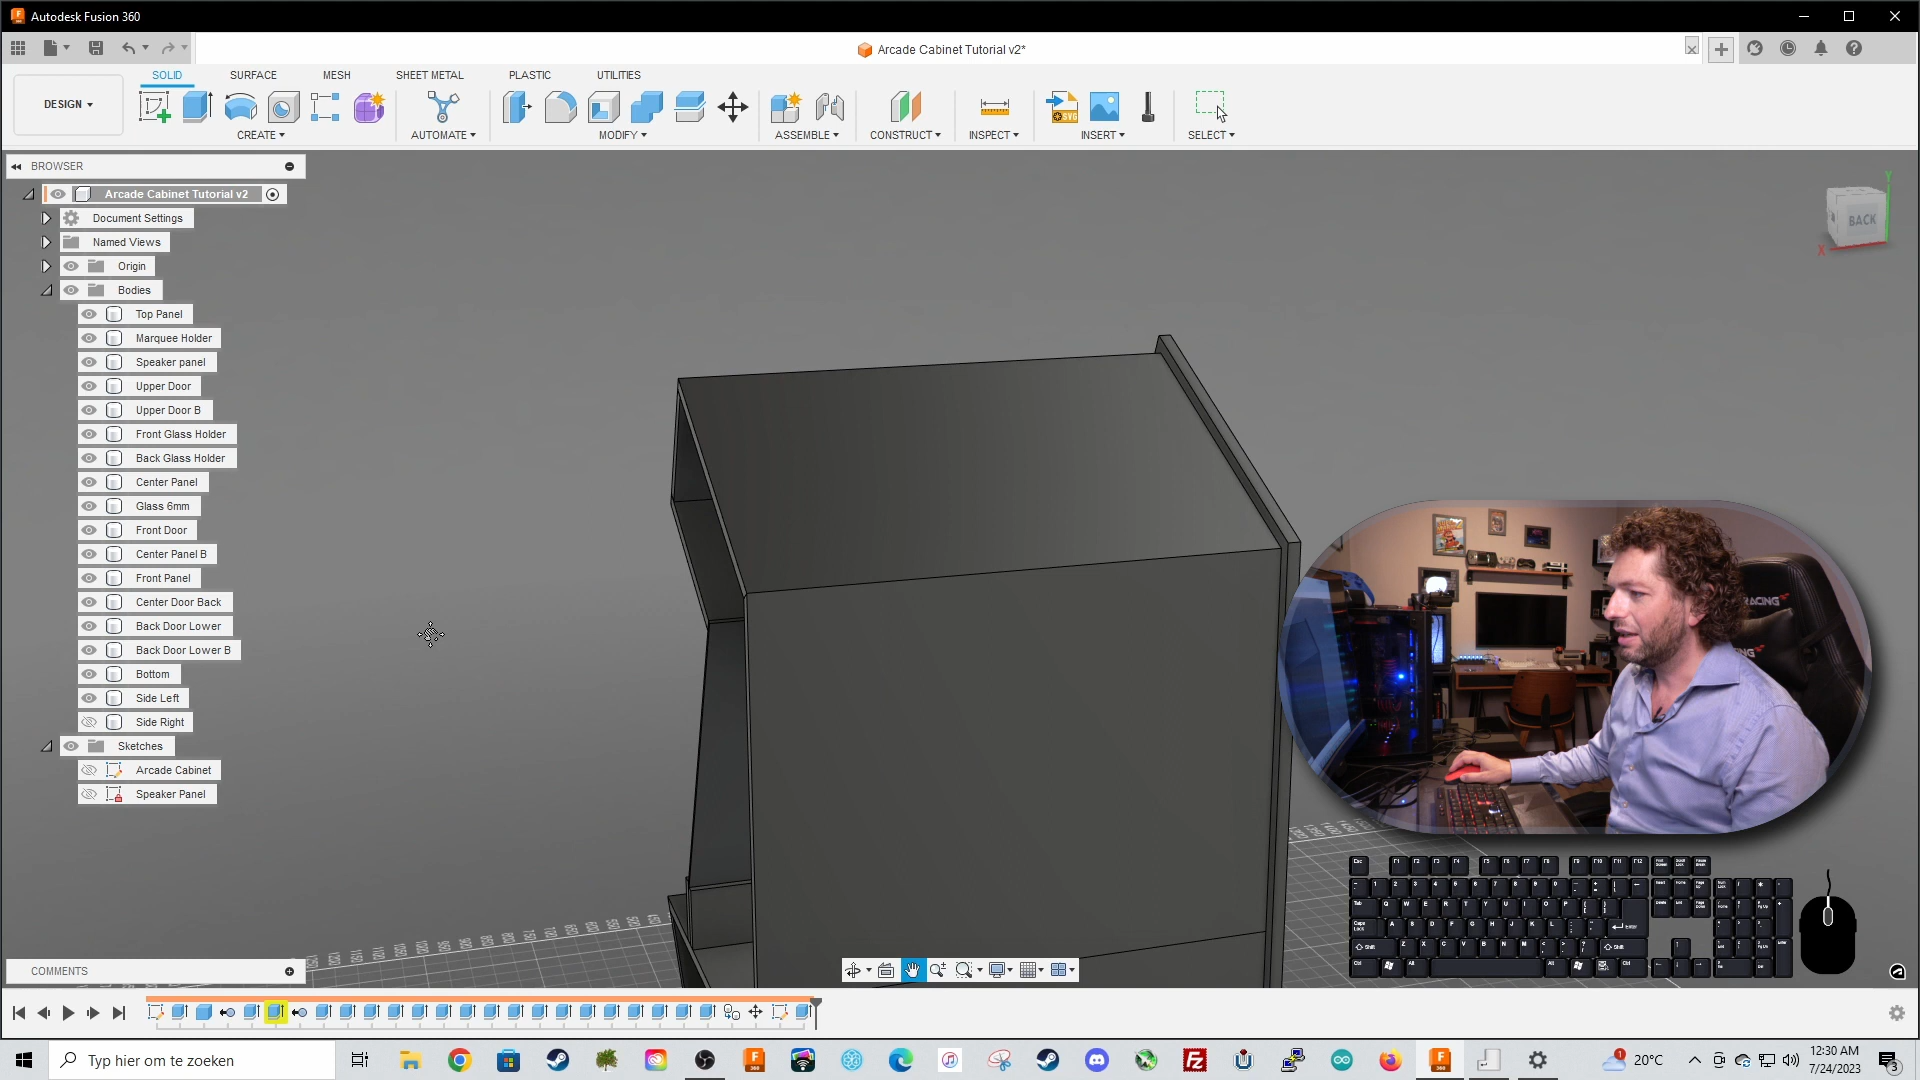 Autodesk Fusion 360
Arcade Cabinet Tutorial v2*
DESIGN
SOLID
SURFACE
MESH
SHEET METAL
PLASTIC
UTILITIES
CREATE
AUTOMATE
MODIFY
ASSEMBLE
CONSTRUCT
INSPECT
INSERT
SELECT
BROWSER
Arcade Cabinet Tutorial v2
Document Settings
Named Views
Origin
Bodies
Top Panel
Marquee Holder
Speaker panel
Upper Door
Upper Door B
Front Glass Holder
Back Glass Holder
Center Panel
Glass 6mm
Front Door
Center Panel B
Front Panel
Center Door Back
Back Door Lower
Back Door Lower B
Bottom
Side Left
Side Right
Sketches
Arcade Cabinet
Speaker Panel
BACK
Y
X
COMMENTS
Typ hier om te zoeken
20°C
12:30 AM
7/24/2023